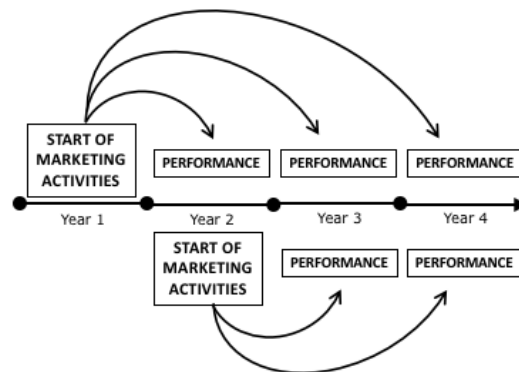 START OF
MARKETING
ACTIVITIES
PERFORMANCE
PERFORMANCE
PERFORMANCE
Year 1
Year 2
Year 3
Year 4
START OF
MARKETING
ACTIVITIES
PERFORMANCE
PERFORMANCE